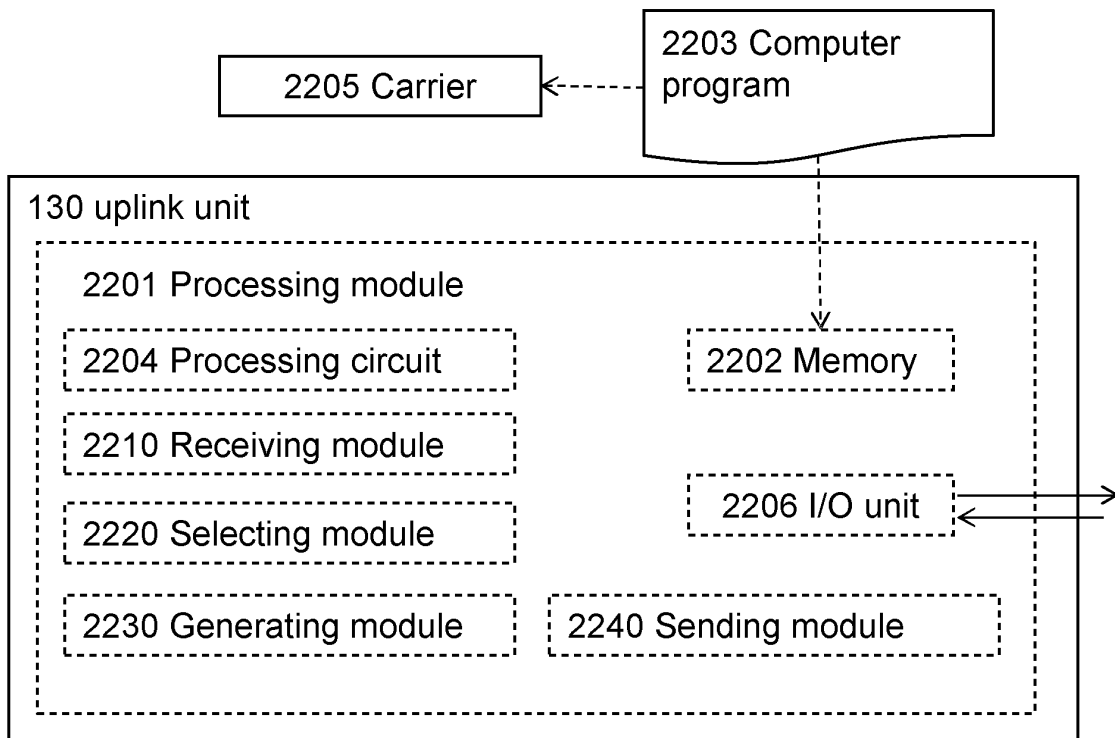 2203 Computer
program
2205 Carrier
130 uplink unit
2201 Processing module
2204 Processing circuit
2202 Memory
2210 Receiving module
2206 I/O unit
2220 Selecting module
2230 Generating module
2240 Sending module